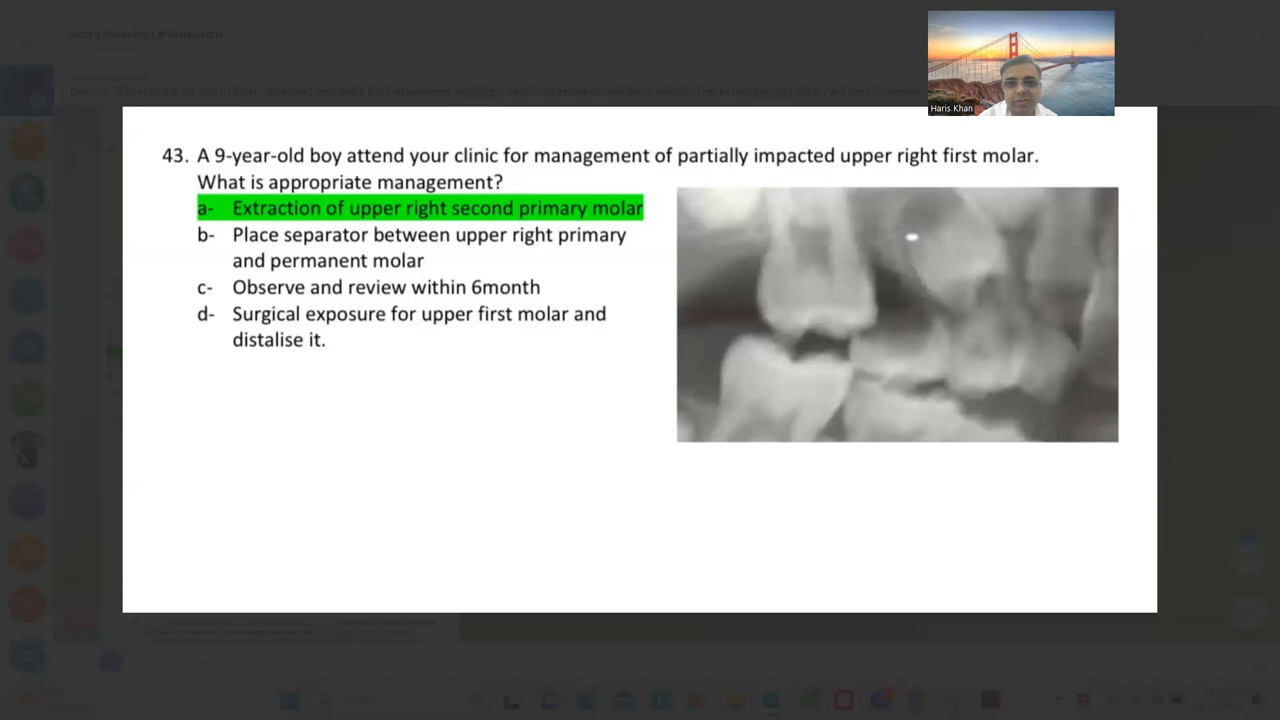 Haris Khan
43. A 9-year-old boy attend your clinic for management of partially impacted upper right first molar.
What is appropriate management?
a- Extraction of upper right second primary molar
b- Place separator between upper right primary
and permanent molar
c- Observe and review within 6month
d- Surgical exposure for upper first molar and
distalise it.